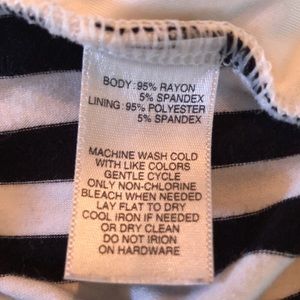 BODY: 95% RAYON
5% SPANDEX
LINING: 95% POLYESTER
5% SPANDEX
MACHINE WASH COLD
WITH LIKE COLORS
GENTLE CYCLE
ONLY NON-CHLORINE
BLEACH WHEN NEEDED
LAY FLAT TO DRY
COOL IRON IF NEEDED
OR DRY CLEAN
DO NOT IRON
ON HARDWARE